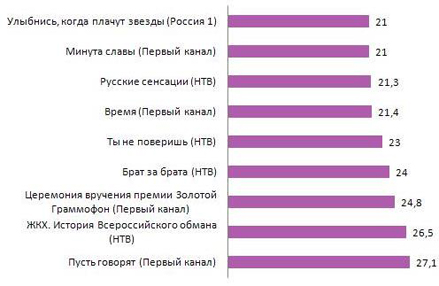 Улыбнись, когда плачут звезды (Россия 1)
21
Минута славы (Первый канал)
21
Русские сенсации (НТВ)
21,3
Время (Первый канал)
21,4
Ты не поверишь (НТВ)
23
Брат за брата (НТВ)
24
Церемония вручения премии Золотой
Граммофон (Первый канал)
24,8
ЖКХ. История Всероссийского обмана
(НТВ)
26,5
Пусть говорят (Первый канал)
27,1